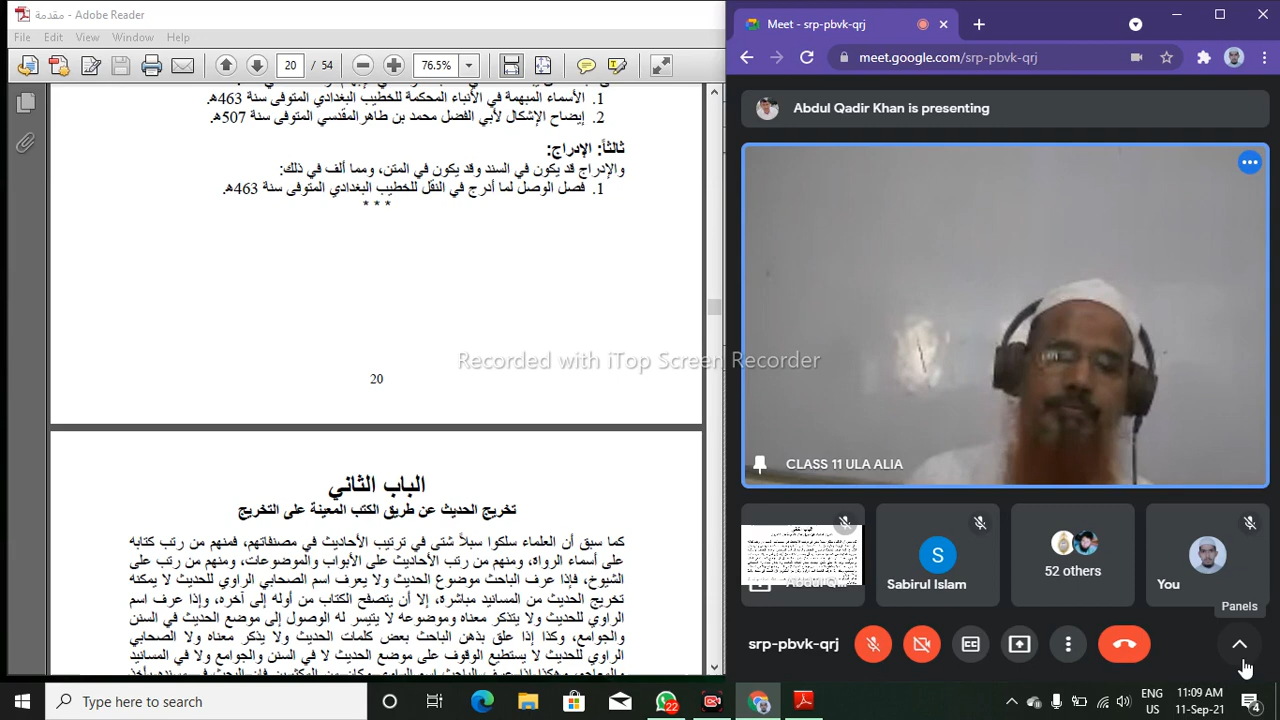 مقدمة - Adobe Reader
File Edit View Window Help
20 / 54 76.5%
1. الأسماء المبهمة في الأنباء المحكمة للخطيب البغدادي المتوفى سنة 463هـ.
2. إيضاح الإشكال لأبي الفضل محمد بن طاهر المقدسي المتوفى سنة 507هـ.
ثالثاً: الإدراج:
والإدراج قد يكون في السند وقد يكون في المتن، ومما ألف في ذلك:
1. فصل الوصل لما أدرج في النقل للخطيب البغدادي المتوفى سنة 463هـ.
* * *
20
الباب الثاني
تخريج الحديث عن طريق الكتب المعينة على التخريج
كما سبق أن العلماء سلكوا سبلاً شتى في ترتيب الأحاديث في مصنفاتهم، فمنهم من رتب كتابه
على أسماء الرواة، ومنهم من رتب الأحاديث على الأبواب والموضوعات، ومنهم من رتب على
الشيوخ، فإذا عرف الباحث موضوع الحديث ولا يعرف اسم الصحابي الراوي للحديث لا يمكنه
تخريج الحديث من المسانيد مباشرة، إلا أن يتصفح الكتاب من أوله إلى آخره، وإذا عرف اسم
الراوي للحديث ولا يتذكر معناه وموضوعه لا يتيسر له الوصول إلى موضع الحديث في السنن
والجوامع، وكذا إذا علق بذهن الباحث بعض كلمات الحديث ولا يذكر معناه ولا الصحابي
الراوي للحديث لا يستطيع الوقوف على موضع الحديث لا في السنن والجوامع ولا في المسانيد
Meet - srp-pbvk-qrj
meet.google.com/srp-pbvk-qrj
Abdul Qadir Khan is presenting
Recorded with iTop Screen Recorder
CLASS 11 ULA ALIA
S
Sabirul Islam
52 others
You
Panels
srp-pbvk-qrj
Type here to search
22
ENG
US
11:09 AM
11-Sep-21
4